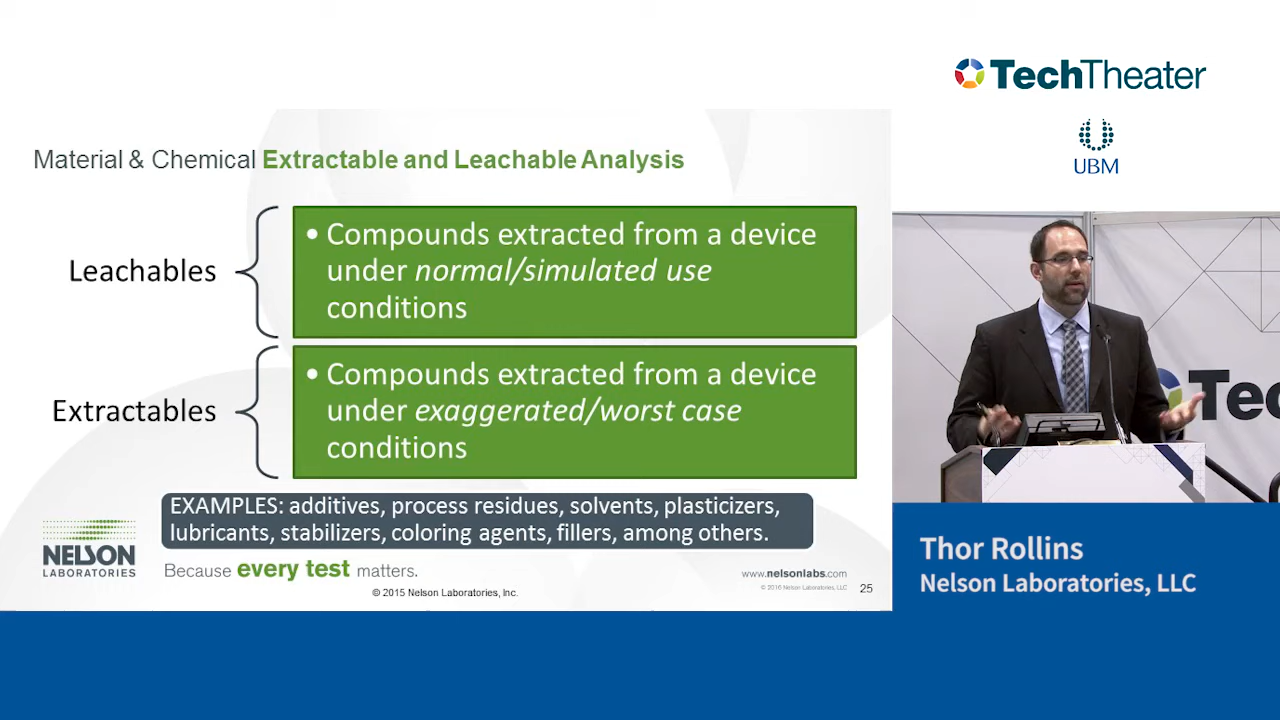 TechTheater
UBM
Material & Chemical Extractable and Leachable Analysis
Leachables
• Compounds extracted from a device
under normal/simulated use
conditions
Extractables
• Compounds extracted from a device
under exaggerated/worst case
conditions
EXAMPLES: additives, process residues, solvents, plasticizers,
lubricants, stabilizers, coloring agents, fillers, among others.
NELSON
LABORATORIES
Because every test matters.
www.nelsonlabs.com
© 2016 Nelson Laboratories, LLC
25
© 2015 Nelson Laboratories, Inc.
Tec
Thor Rollins
Nelson Laboratories, LLC